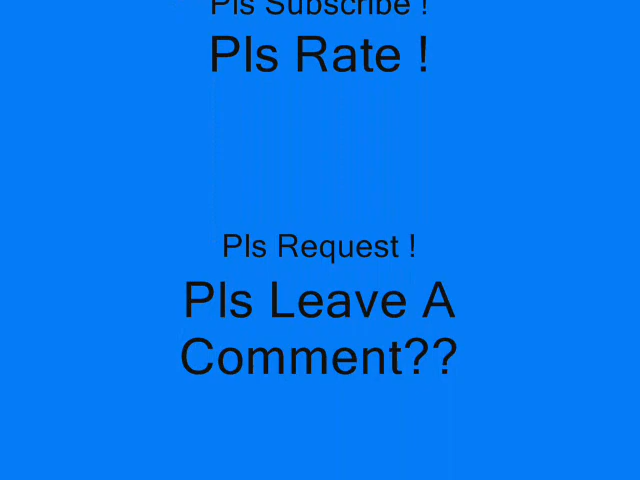 Pls Subscribe !
Pls Rate !
Pls Request !
Pls Leave A
Comment??